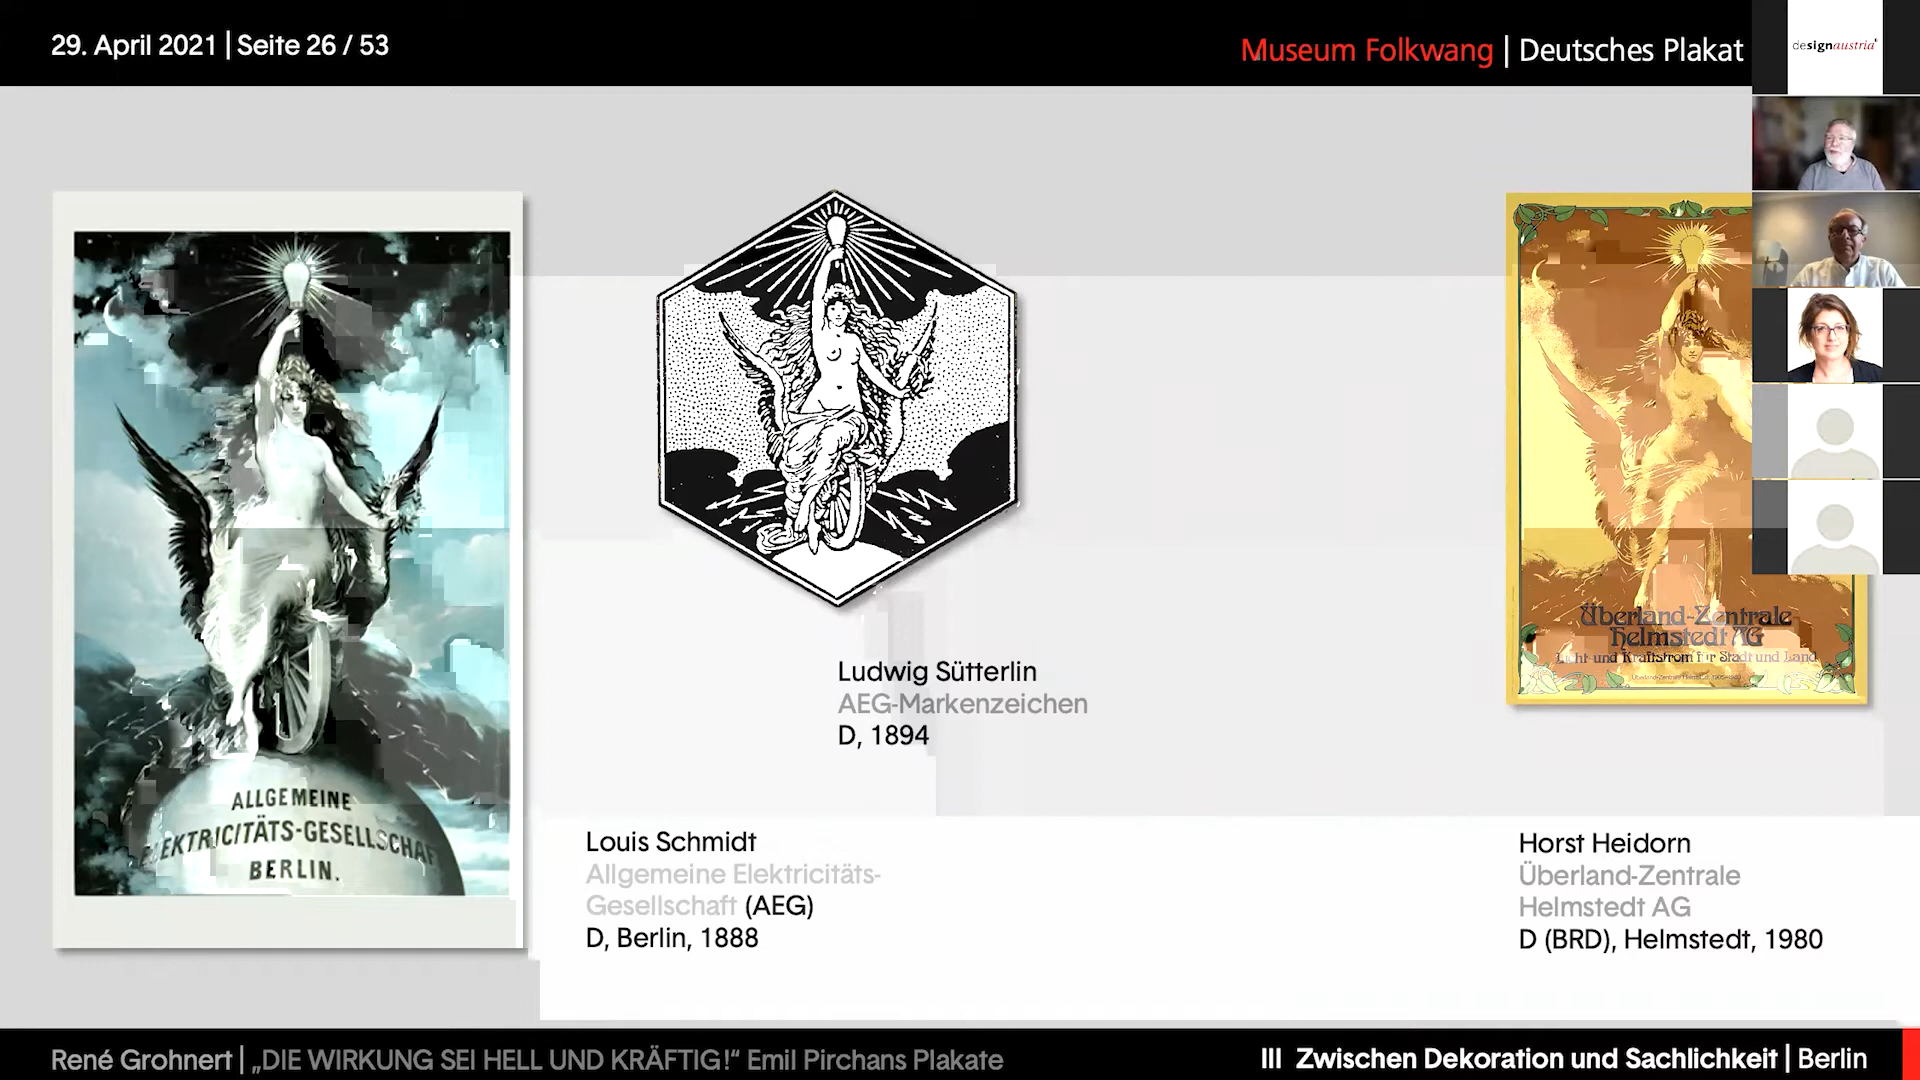 29. April 2021 | Seite 26 / 53
Museum Folkwang | Deutsches Plakat
designaustria
ALLGEMEINE
EKTRICITÄTS-GESELLSCHAF
BERLIN.
Ludwig Sütterlin
AEG-Markenzeichen
D, 1894
Louis Schmidt
Allgemeine Elektricitäts-
Gesellschaft (AEG)
D, Berlin, 1888
Überland-Zentrale
Helmstedt AG
Licht-und Kraftstrom für Stadt und Land
Horst Heidorn
Überland-Zentrale
Helmstedt AG
D (BRD), Helmstedt, 1980
René Grohnert | „DIE WIRKUNG SEI HELL UND KRÄFTIG!“ Emil Pirchans Plakate
III Zwischen Dekoration und Sachlichkeit | Berlin